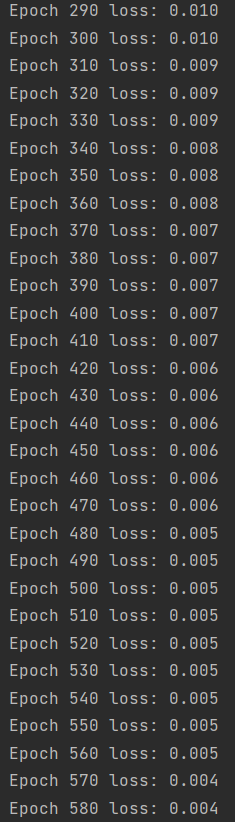 Epoch 290 loss: 0.010
Epoch 300 loss: 0.010
Epoch 310 loss: 0.009
Epoch 320 loss: 0.009
Epoch 330 loss: 0.009
Epoch 340 loss: 0.008
Epoch 350 loss: 0.008
Epoch 360 loss: 0.008
Epoch 370 loss: 0.007
Epoch 380 loss: 0.007
Epoch 390 loss: 0.007
Epoch 400 loss: 0.007
Epoch 410 loss: 0.007
Epoch 420 loss: 0.006
Epoch 430 loss: 0.006
Epoch 440 loss: 0.006
Epoch 450 loss: 0.006
Epoch 460 loss: 0.006
Epoch 470 loss: 0.006
Epoch 480 loss: 0.005
Epoch 490 loss: 0.005
Epoch 500 loss: 0.005
Epoch 510 loss: 0.005
Epoch 520 loss: 0.005
Epoch 530 loss: 0.005
Epoch 540 loss: 0.005
Epoch 550 loss: 0.005
Epoch 560 loss: 0.005
Epoch 570 loss: 0.004
Epoch 580 loss: 0.004